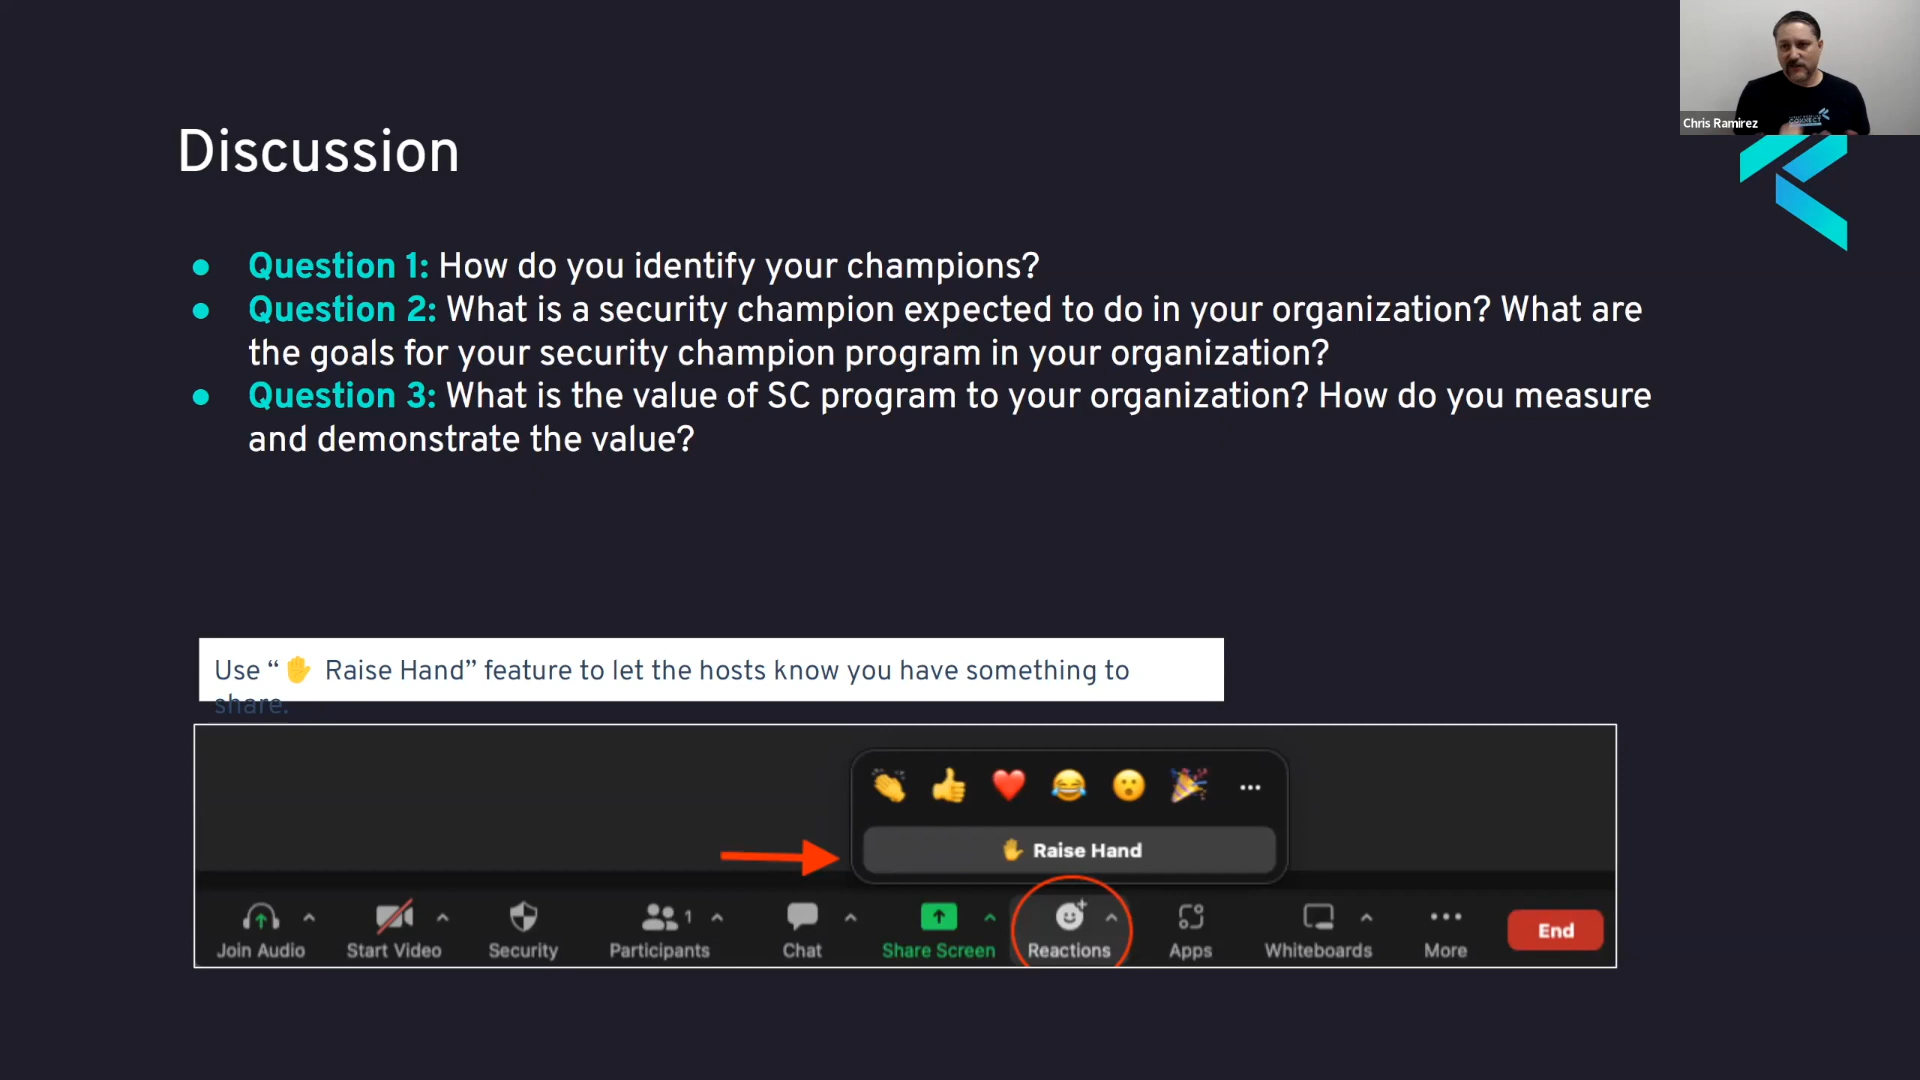 Chris Ramirez
CONNECT
Discussion
Question 1: How do you identify your champions?
Question 2: What is a security champion expected to do in your organization? What are
the goals for your security champion program in your organization?
Question 3: What is the value of SC program to your organization? How do you measure
and demonstrate the value?
Use “✋ Raise Hand” feature to let the hosts know you have something to
share.
✋ Raise Hand
1
Join Audio Start Video Security Participants Chat Share Screen Reactions Apps Whiteboards More End